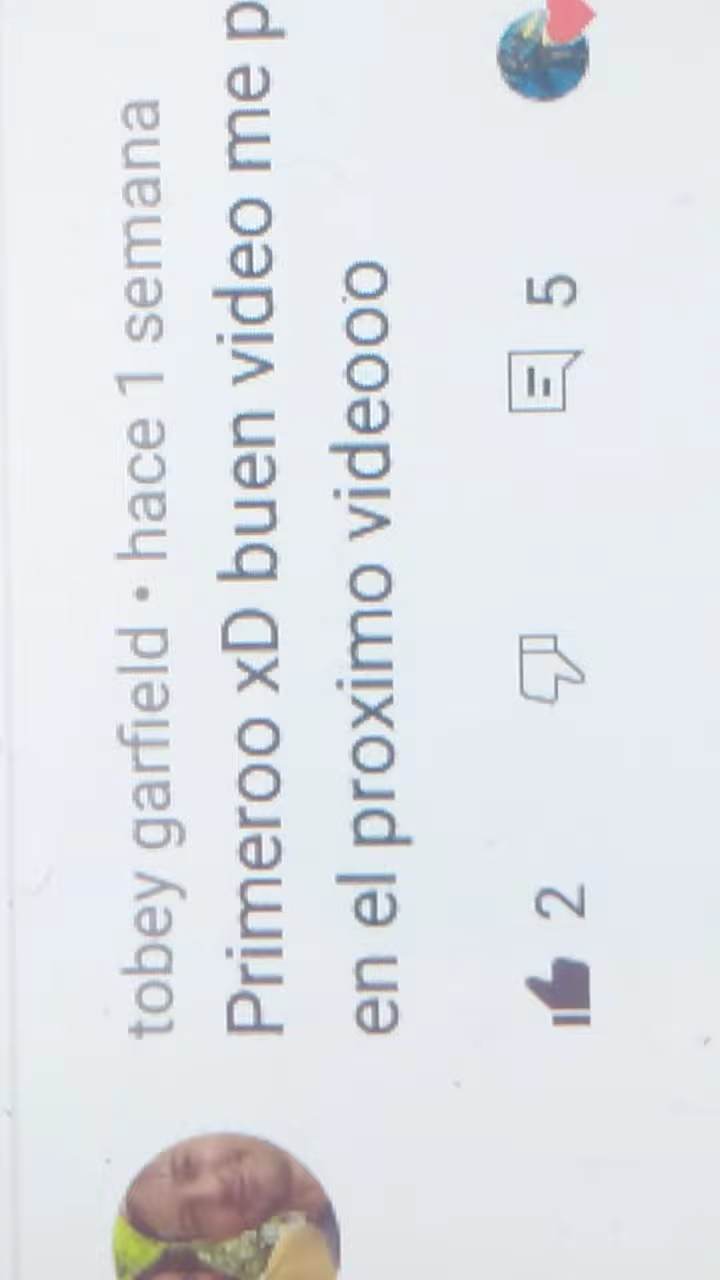 tobey garfield • hace 1 semana
Primeroo xD buen video me p
en el proximo videooo
2
5